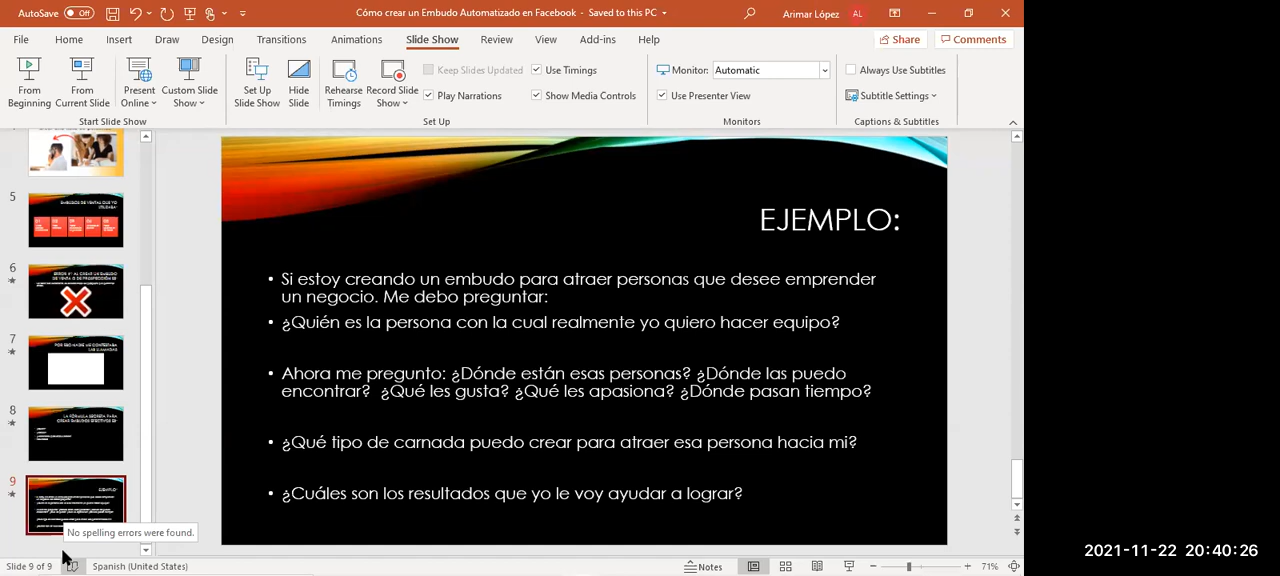 AutoSave Off
Cómo crear un Embudo Automatizado en Facebook - Saved to this PC
Arimar López AL
File Home Insert Draw Design Transitions Animations Slide Show Review View Add-ins Help
Share Comments
From Beginning
From Current Slide
Present Online
Custom Slide Show
Set Up Slide Show
Hide Slide
Rehearse Timings
Record Slide Show
Keep Slides Updated
Play Narrations
Use Timings
Show Media Controls
Monitor: Automatic
Use Presenter View
Always Use Subtitles
Subtitle Settings
Start Slide Show
Set Up
Monitors
Captions & Subtitles
5
6
7
8
9
No spelling errors were found.
EJEMPLO:
• Si estoy creando un embudo para atraer personas que desee emprender
un negocio. Me debo preguntar:
• ¿Quién es la persona con la cual realmente yo quiero hacer equipo?
• Ahora me pregunto: ¿Dónde están esas personas? ¿Dónde las puedo
encontrar? ¿Qué les gusta? ¿Qué les apasiona? ¿Dónde pasan tiempo?
• ¿Qué tipo de carnada puedo crear para atraer esa persona hacia mi?
• ¿Cuáles son los resultados que yo le voy ayudar a lograr?
Slide 9 of 9
Spanish (United States)
Notes
71%
2021-11-22 20:40:26